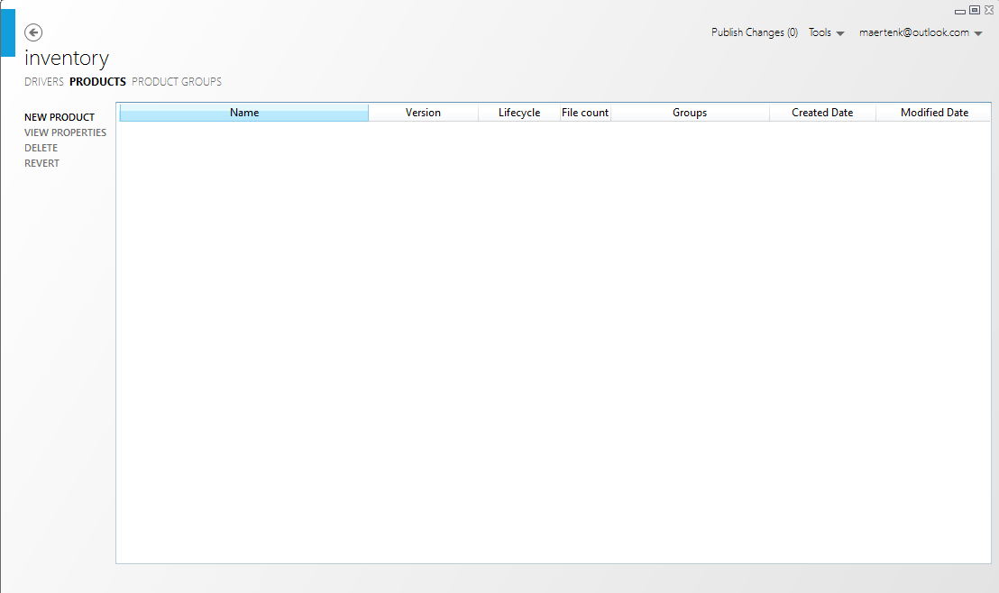 Publish Changes (0) Tools maertenk@outlook.com
inventory
DRIVERS PRODUCTS PRODUCT GROUPS
NEW PRODUCT
VIEW PROPERTIES
DELETE
REVERT
Name Version Lifecycle File count Groups Created Date Modified Date